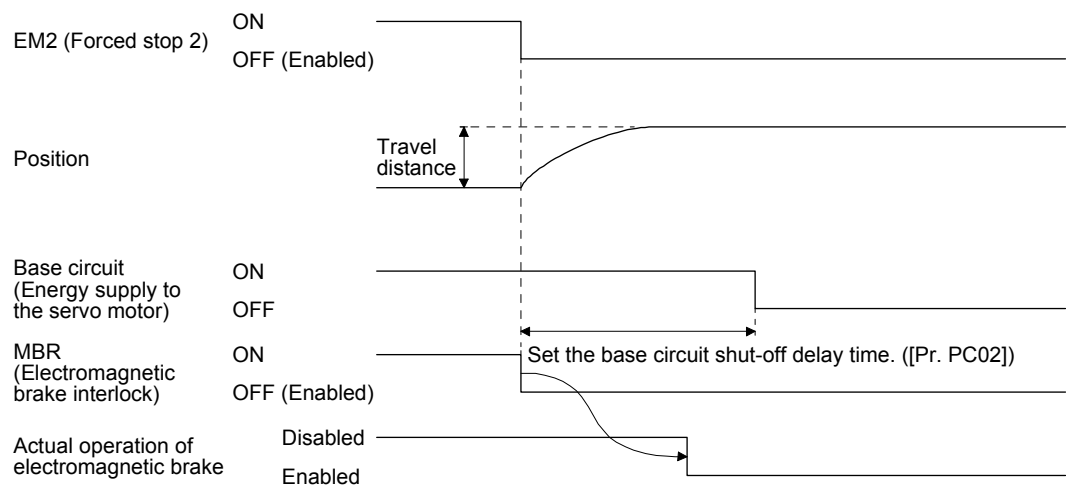 EM2 (Forced stop 2)
ON
OFF (Enabled)
Position
Travel
distance
Base circuit
(Energy supply to
the servo motor)
ON
OFF
Set the base circuit shut-off delay time. ([Pr. PC02])
MBR
(Electromagnetic
brake interlock)
ON
OFF (Enabled)
Actual operation of
electromagnetic brake
Disabled
Enabled